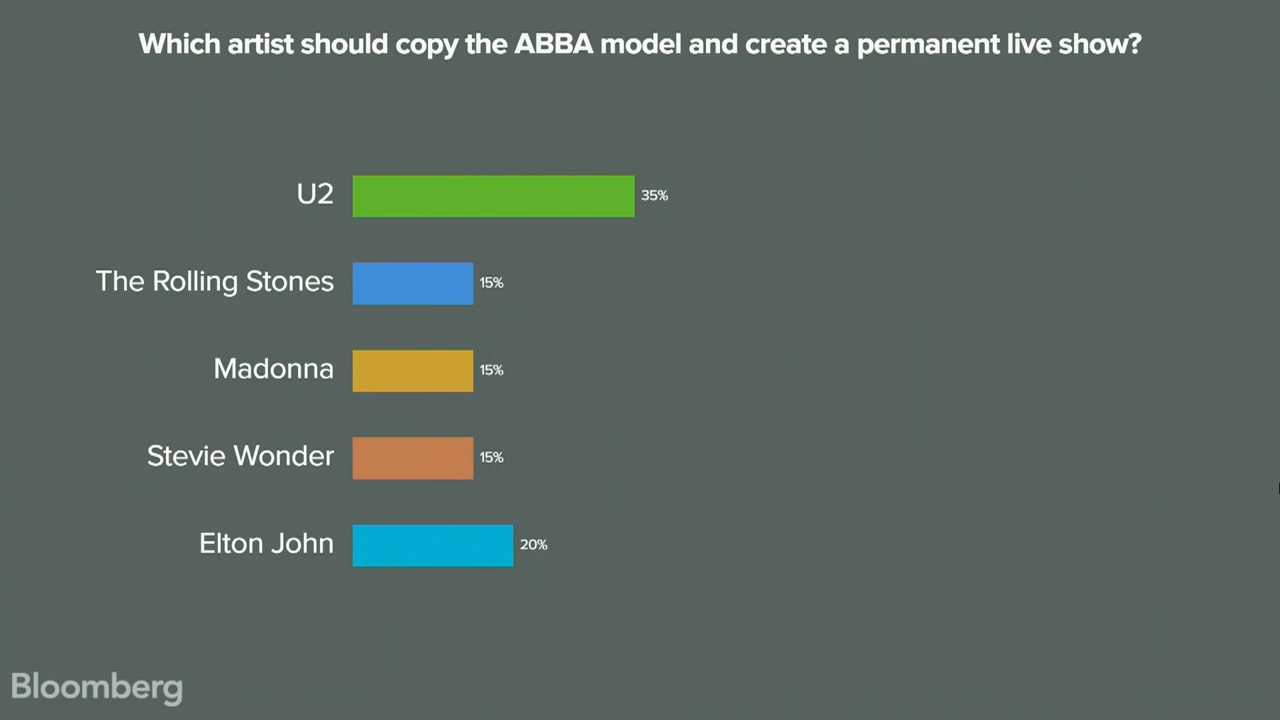 Which artist should copy the ABBA model and create a permanent live show?
U2 35%
The Rolling Stones 15%
Madonna 15%
Stevie Wonder 15%
Elton John 20%
Bloomberg